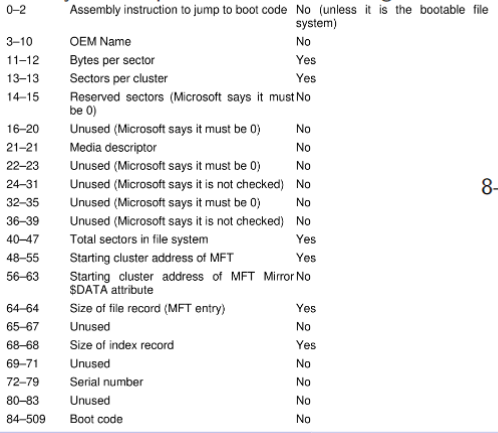 0–2 Assembly instruction to jump to boot code No (unless it is the bootable file
system)
3–10 OEM Name No
11–12 Bytes per sector Yes
13–13 Sectors per cluster Yes
14–15 Reserved sectors (Microsoft says it must No
be 0)
16–20 Unused (Microsoft says it must be 0) No
21–21 Media descriptor No
22–23 Unused (Microsoft says it must be 0) No
24–31 Unused (Microsoft says it is not checked) No
32–35 Unused (Microsoft says it must be 0) No
36–39 Unused (Microsoft says it is not checked) No
40–47 Total sectors in file system Yes
48–55 Starting cluster address of MFT Yes
56–63 Starting cluster address of MFT Mirror No
$DATA attribute
64–64 Size of file record (MFT entry) Yes
65–67 Unused No
68–68 Size of index record Yes
69–71 Unused No
72–79 Serial number No
80–83 Unused No
84–509 Boot code No
8-